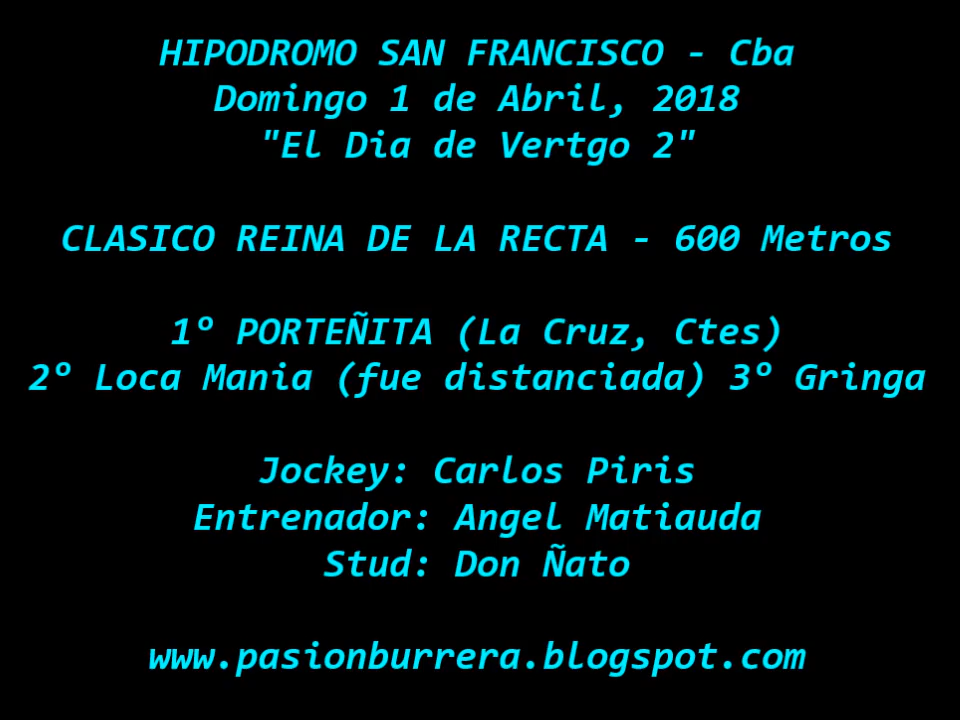 HIPODROMO SAN FRANCISCO - Cba
Domingo 1 de Abril, 2018
"El Dia de Vertgo 2"
CLASICO REINA DE LA RECTA - 600 Metros
1º PORTEÑITA (La Cruz, Ctes)
2º Loca Mania (fue distanciada) 3º Gringa
Jockey: Carlos Piris
Entrenador: Angel Matiauda
Stud: Don Ñato
www.pasionburrera.blogspot.com